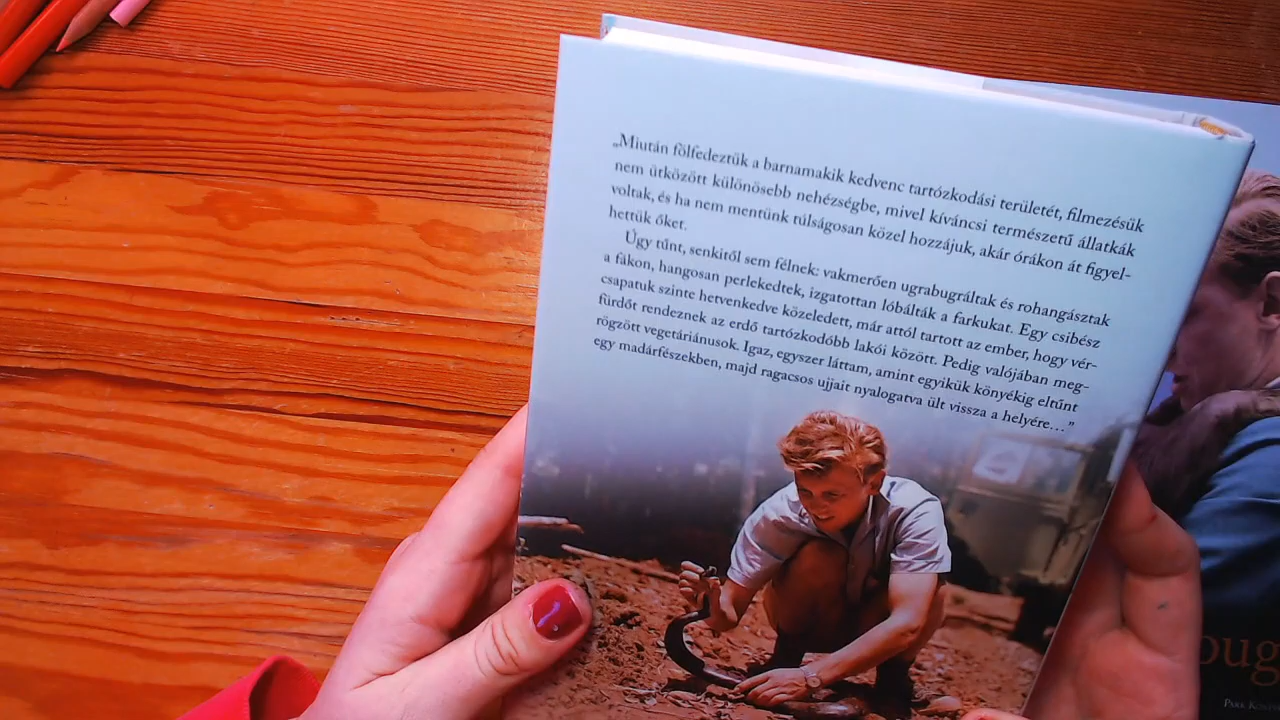 „Miután fölfedeztük a barnamakik kedvenc tartózkodási területét, filmezésük
nem ütközött különösebb nehézségbe, mivel kíváncsi természetű állatkák
voltak, és ha nem mentünk túlságosan közel hozzájuk, akár órákon át figyel-
hettük őket.
Úgy tűnt, senkitől sem félnek: vakmerően ugrabugráltak és rohangásztak
a fákon, hangosan perlekedtek, izgatottan lóbálták a farkukat. Egy csibész
csapatuk szinte hetvenkedve közeledett, már attól tartott az ember, hogy vér-
fürdőt rendeznek az erdő tartózkodóbb lakói között. Pedig valójában meg-
rögzött vegetáriánusok. Igaz, egyszer láttam, amint egyikük könyékig eltűnt
egy madárfészekben, majd ragacsos ujjait nyalogatva ült vissza a helyére…”
oug
Park